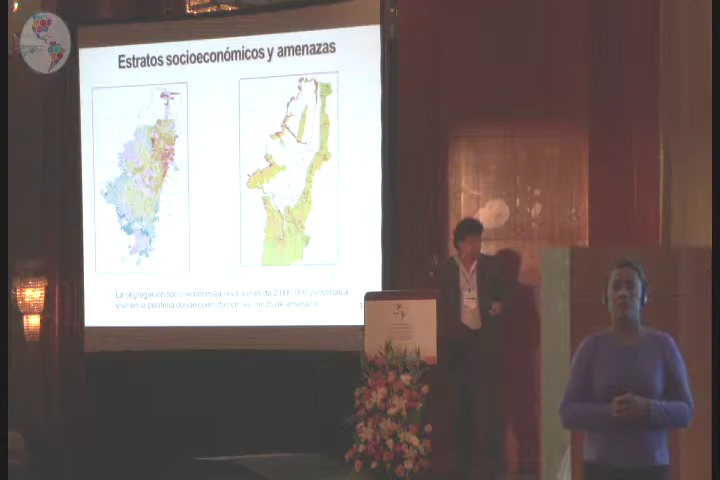 Estratos socioeconómicos y amenazas
La segregación socioeconómica lleva a más de 2.000.000 personas a
vivir en la periferia donde coincide con las zonas de amenaza